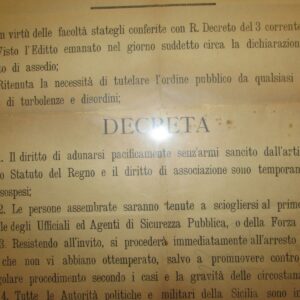 n virtù delle facoltà stategli conferite con R. Decreto del 3 corrente
Visto l'Editto emanato nel giorno suddetto circa la dichiarazion
to di assedio;
Ritenuta la necessità di tutelare l'ordine pubblico da qualsiasi
di turbolenze e disordini;
DECRETA
1. Il diritto di adunarsi pacificamente senz'armi sancito dall'arti
o Statuto del Regno e il diritto di associazione sono temporan
sospesi;
2. Le persone assembrate saranno tenute a sciogliersi al prim
le degli Ufficiali ed Agenti di Sicurezza Pubblica, o della Forza
3. Resistendo all'invito, si procederà immediatamente all'arresto
che non vi abbiano ottemperato, salvo a promuovere contro
golare procedimento secondo i casi e la gravità delle circostan
4. Tutte le Autorità politiche e militari della Sicilia, sono i